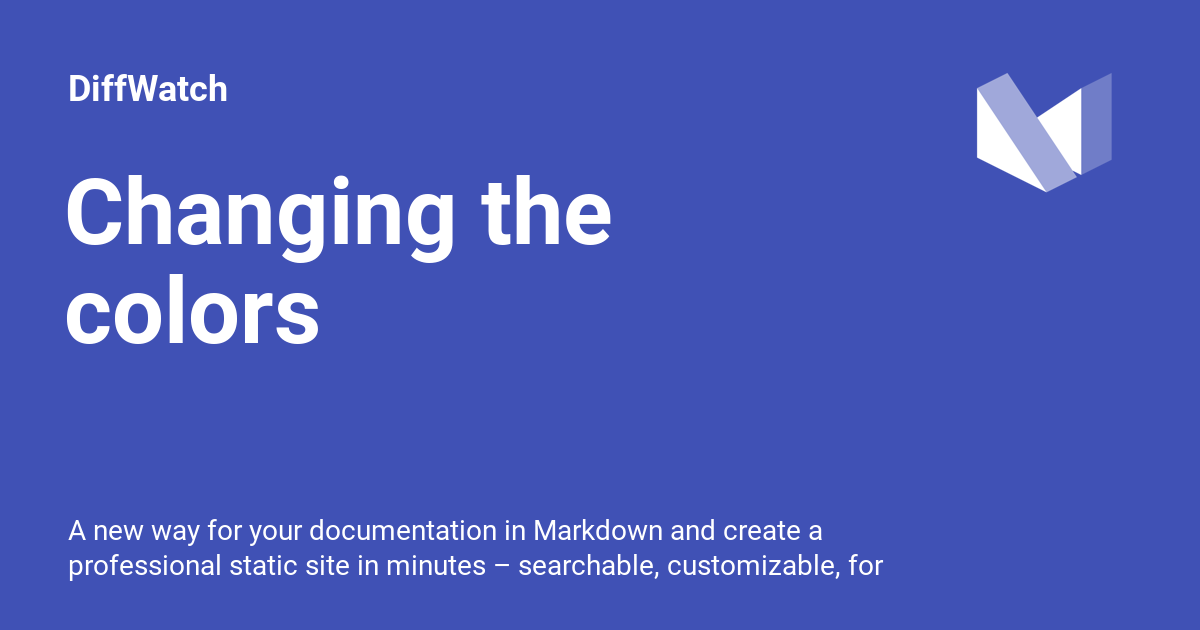 DiffWatch
Changing the
colors
A new way for your documentation in Markdown and create a
professional static site in minutes – searchable, customizable, for